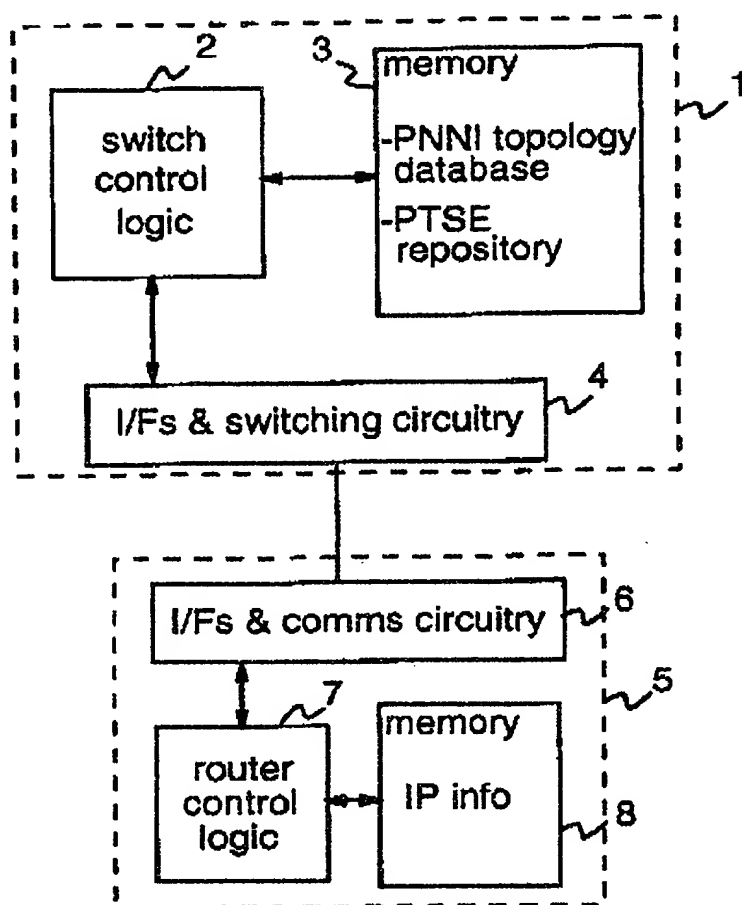 2
3
1
switch
control
logic
memory
-PNNI topology
database
-PTSE
repository
4
I/Fs & switching circuitry
I/Fs & comms circuitry
6
5
7
router
control
logic
memory
IP info
8